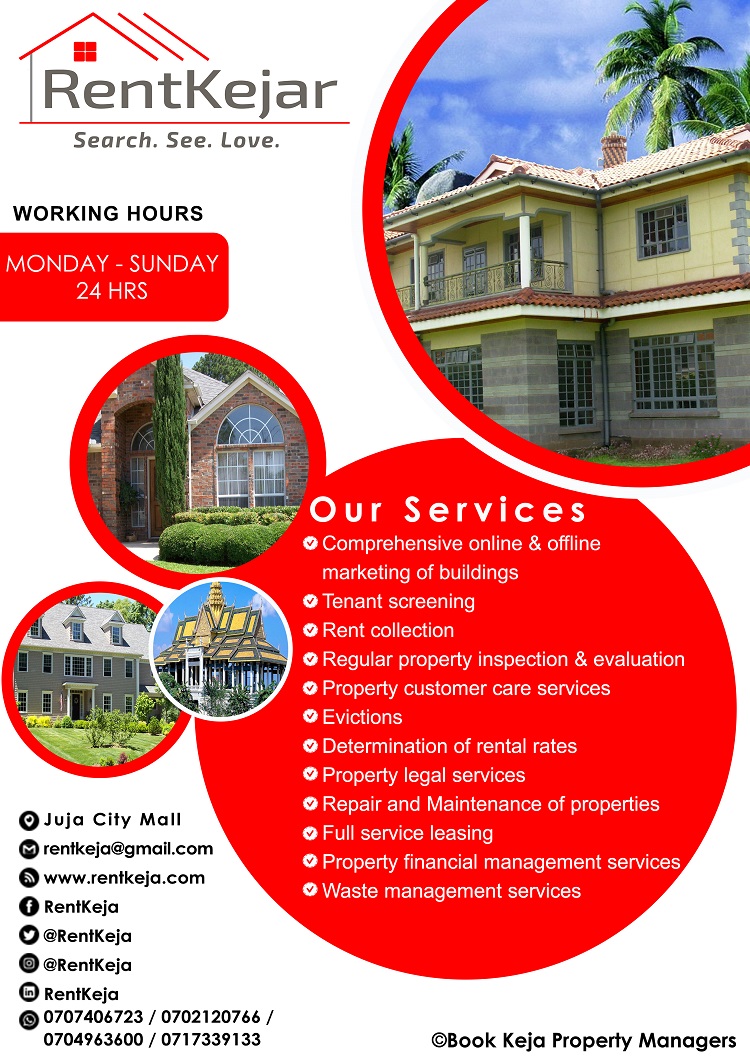 RentKejar
Search. See. Love.
WORKING HOURS
MONDAY - SUNDAY
24 HRS
Our Services
Comprehensive online & offline
marketing of buildings
Tenant screening
Rent collection
Regular property inspection & evaluation
Property customer care services
Evictions
Determination of rental rates
Property legal services
Repair and Maintenance of properties
Full service leasing
Property financial management services
Waste management services
Juja City Mall
rentkeja@gmail.com
www.rentkeja.com
RentKeja
@RentKeja
@RentKeja
RentKeja
0707406723 / 0702120766 /
0704963600 / 0717339133
©Book Keja Property Managers